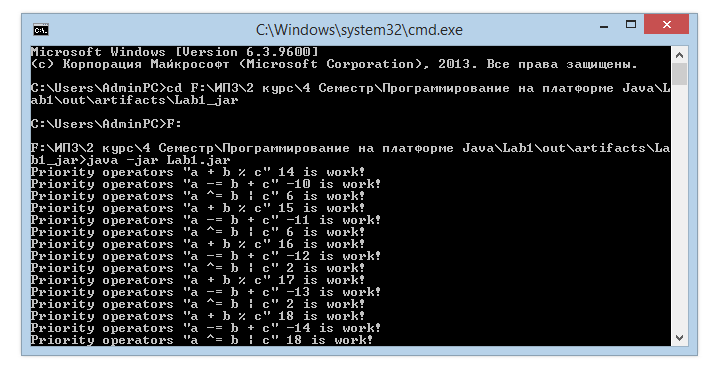 C:\Windows\system32\cmd.exe
Microsoft Windows [Version 6.3.9600]
(c) Корпорация Майкрософт (Microsoft Corporation), 2013. Все права защищены.
C:\Users\AdminPC>cd F:\ИПЗ\2 курс\4 Семестр\Программирование на платформе Java\L
ab1\out\artifacts\Lab1_jar
C:\Users\AdminPC>F:
F:\ИПЗ\2 курс\4 Семестр\Программирование на платформе Java\Lab1\out\artifacts\La
b1_jar>java -jar Lab1.jar
Priority operators "a + b % c" 14 is work!
Priority operators "a -= b + c" -10 is work!
Priority operators "a ^= b | c" 6 is work!
Priority operators "a + b % c" 15 is work!
Priority operators "a -= b + c" -11 is work!
Priority operators "a ^= b | c" 6 is work!
Priority operators "a + b % c" 16 is work!
Priority operators "a -= b + c" -12 is work!
Priority operators "a ^= b | c" 2 is work!
Priority operators "a + b % c" 17 is work!
Priority operators "a -= b + c" -13 is work!
Priority operators "a ^= b | c" 2 is work!
Priority operators "a + b % c" 18 is work!
Priority operators "a -= b + c" -14 is work!
Priority operators "a ^= b | c" 18 is work!